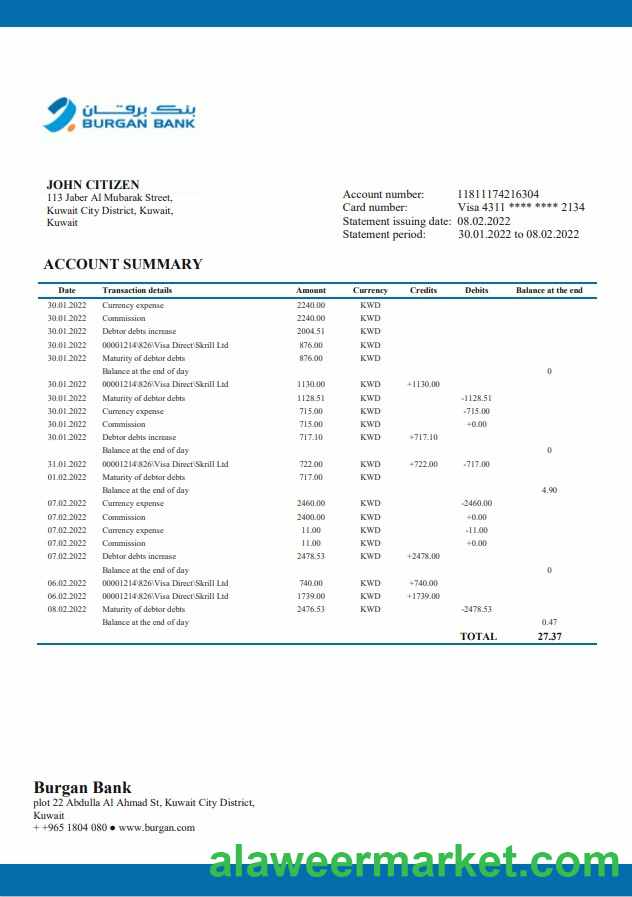 بنك برقان
BURGAN BANK
JOHN CITIZEN
113 Jaber Al Mubarak Street,
Kuwait City District, Kuwait,
Kuwait
Account number: 11811174216304
Card number: Visa 4311 **** **** 2134
Statement issuing date: 08.02.2022
Statement period: 30.01.2022 to 08.02.2022
ACCOUNT SUMMARY
Date Transaction details Amount Currency Credits Debits Balance at the end
30.01.2022 Currency expense 2240.00 KWD
30.01.2022 Commission 2240.00 KWD
30.01.2022 Debtor debts increase 2004.51 KWD
30.01.2022 00001214\826\Visa Direct\Skrill Ltd 876.00 KWD
30.01.2022 Maturity of debtor debts 876.00 KWD
Balance at the end of day 0
30.01.2022 00001214\826\Visa Direct\Skrill Ltd 1130.00 KWD +1130.00
30.01.2022 Maturity of debtor debts 1128.51 KWD -1128.51
30.01.2022 Currency expense 715.00 KWD -715.00
30.01.2022 Commission 715.00 KWD +0.00
30.01.2022 Debtor debts increase 717.10 KWD +717.10
Balance at the end of day 0
31.01.2022 00001214\826\Visa Direct\Skrill Ltd 722.00 KWD +722.00 -717.00
01.02.2022 Maturity of debtor debts 717.00 KWD
Balance at the end of day 4.90
07.02.2022 Currency expense 2460.00 KWD -2460.00
07.02.2022 Commission 2400.00 KWD +0.00
07.02.2022 Currency expense 11.00 KWD -11.00
07.02.2022 Commission 11.00 KWD +0.00
07.02.2022 Debtor debts increase 2478.53 KWD +2478.00
Balance at the end of day 0
06.02.2022 00001214\826\Visa Direct\Skrill Ltd 740.00 KWD +740.00
06.02.2022 00001214\826\Visa Direct\Skrill Ltd 1739.00 KWD +1739.00
08.02.2022 Maturity of debtor debts 2476.53 KWD -2478.53
Balance at the end of day 0.47
TOTAL 27.37
Burgan Bank
plot 22 Abdulla Al Ahmad St, Kuwait City District,
Kuwait
+ +965 1804 080 ● www.burgan.com
alaweermarket.com